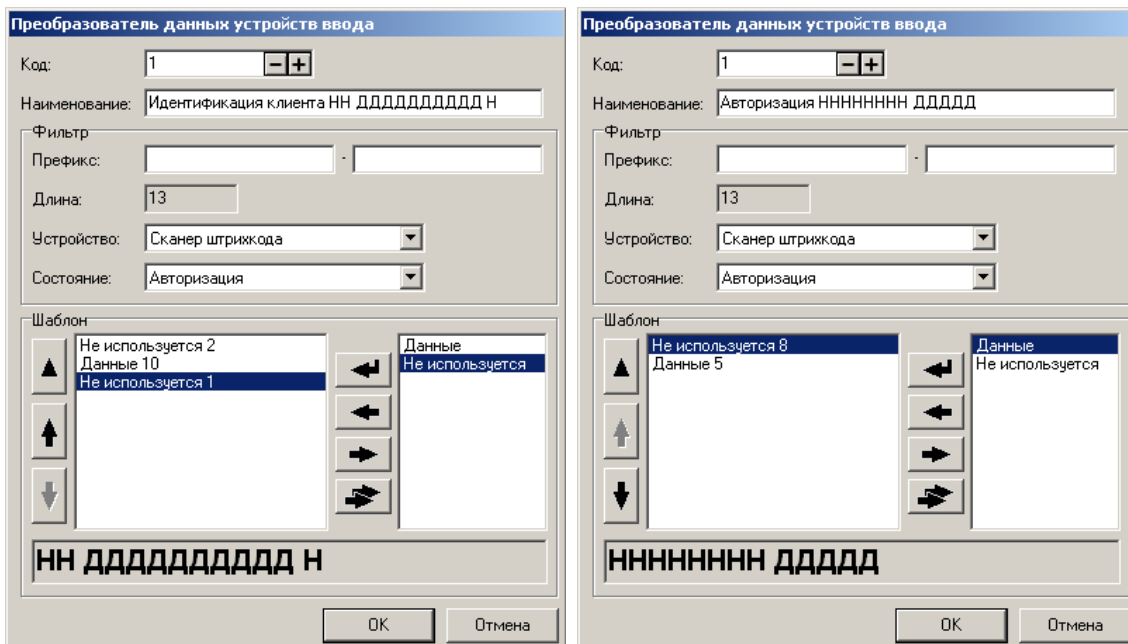 Преобразователь данных устройств ввода
Код: 1
Наименование: Идентификация клиента НН ДДДДДДДДДД Н
Фильтр
Префикс: -
Длина: 13
Устройство: Сканер штрихкода
Состояние: Авторизация
Шаблон
Не используется 2
Данные 10
Не используется 1
Данные
Не используется
НН ДДДДДДДДДД Н
OK Отмена
Преобразователь данных устройств ввода
Код: 1
Наименование: Авторизация НННННННН ДДДДД
Фильтр
Префикс: -
Длина: 13
Устройство: Сканер штрихкода
Состояние: Авторизация
Шаблон
Не используется 8
Данные 5
Данные
Не используется
НННННННН ДДДДД
OK Отмена